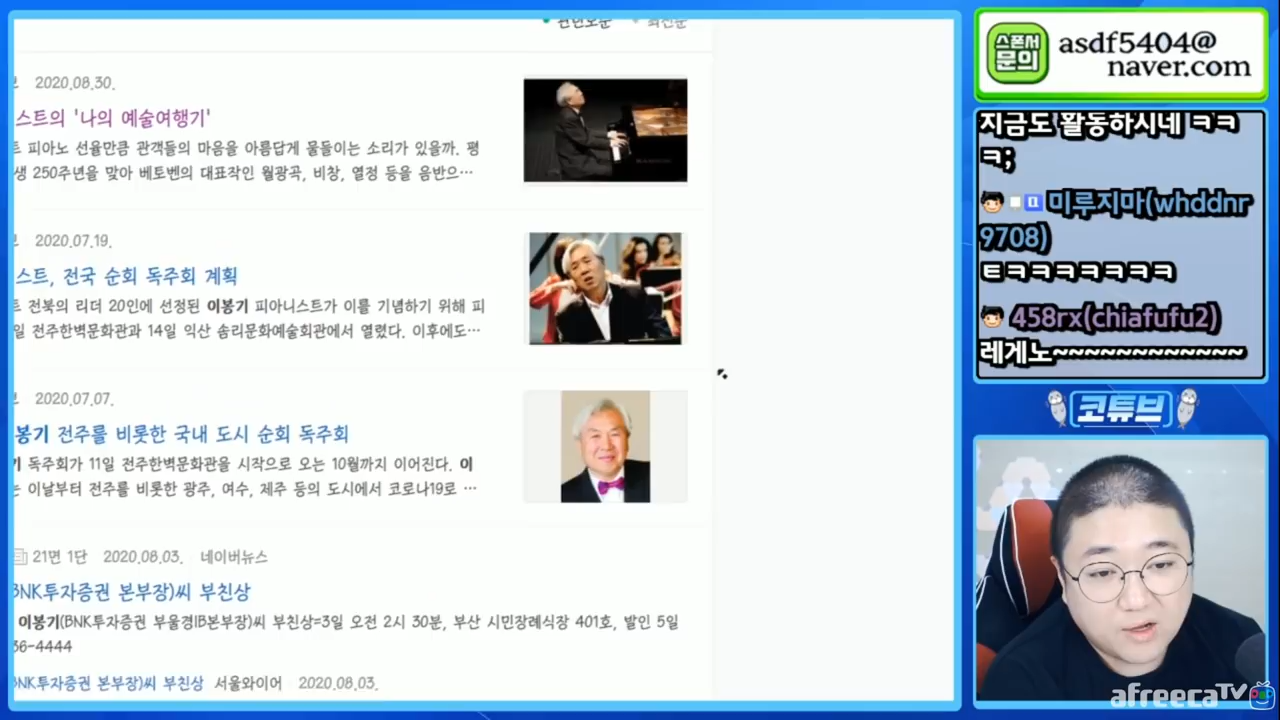 관련도순 최신순
2020.08.30.
스트의 '나의 예술여행기'
트 피아노 선율만큼 관객들의 마음을 아름답게 물들이는 소리가 있을까. 평
생 250주년을 맞아 베토벤의 대표작인 월광곡, 비창, 열정 등을 음반으…
2020.07.19.
스트, 전국 순회 독주회 계획
트 전북의 리더 20인에 선정된 이봉기 피아니스트가 이를 기념하기 위해 피
일 전주한벽문화관과 14일 익산 솜리문화예술회관에서 열렸다. 이후에도…
2020.07.07.
봉기 전주를 비롯한 국내 도시 순회 독주회
기 독주회가 11일 전주한벽문화관을 시작으로 오는 10월까지 이어진다. 이
는 이날부터 전주를 비롯한 광주, 여수, 제주 등의 도시에서 코로나19로 …
21면 1단 2020.08.03. 네이버뉴스
BNK투자증권 본부장)씨 부친상
이봉기(BNK투자증권 부울경IB본부장)씨 부친상=3일 오전 2시 30분, 부산 시민장례식장 401호, 발인 5일
36-4444
BNK투자증권 본부장)씨 부친상 서울와이어 2020.08.03.
스폰서
문의
asdf5404@
naver.com
지금도 활동하시네 ㅋㅋ
ㅋ;
미루지마(whddnr
9708)
ㅌㅋㅋㅋㅋㅋㅋㅋ
458rx(chiafufu2)
레게노~~~~~~~~~~~~
코튜브
afreecaTV